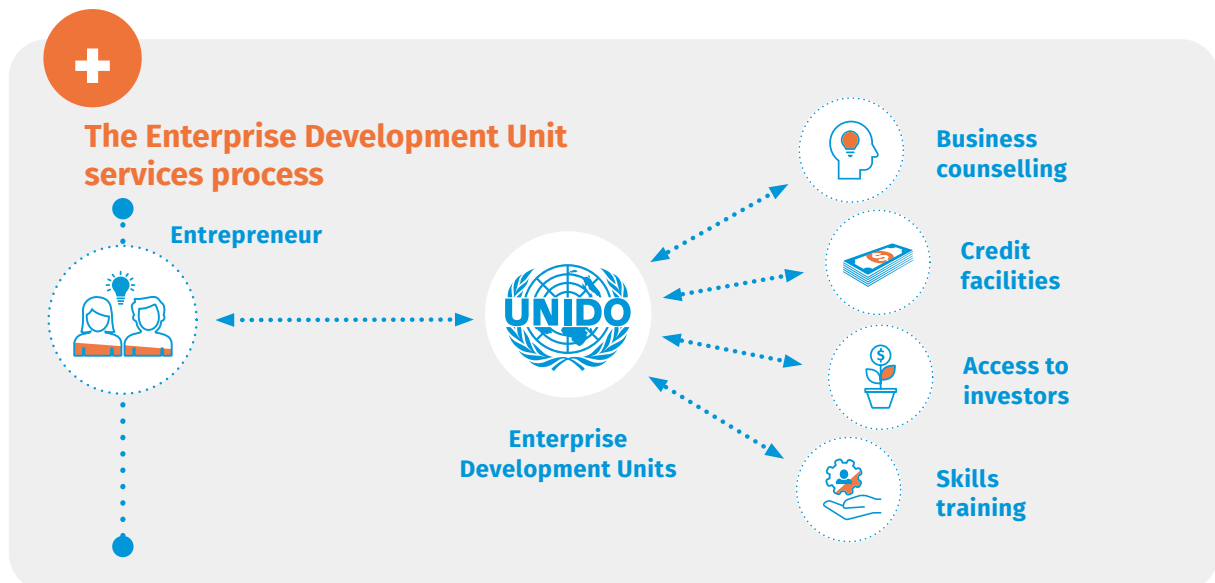 The Enterprise Development Unit
services process
Entrepreneur
UNIDO
Enterprise
Development Units
Business
counselling
$
Credit
facilities
$
Access to
investors
Skills
training